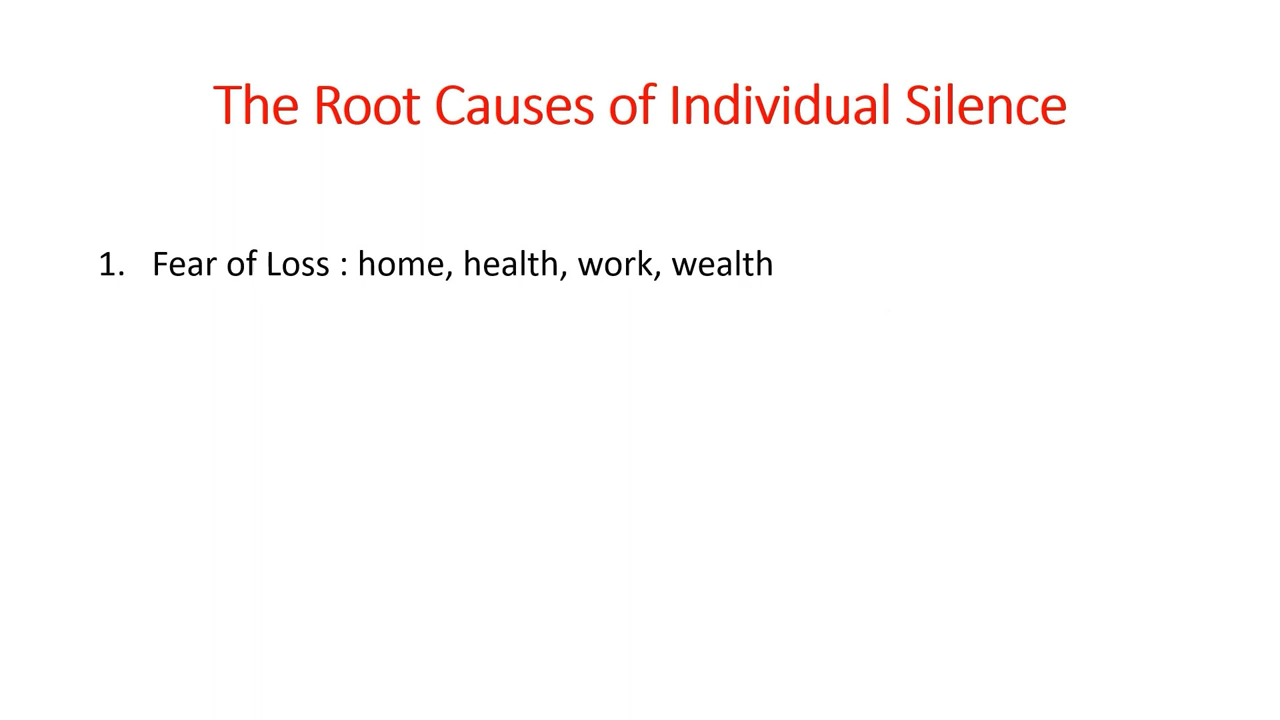 The Root Causes of Individual Silence
1. Fear of Loss : home, health, work, wealth